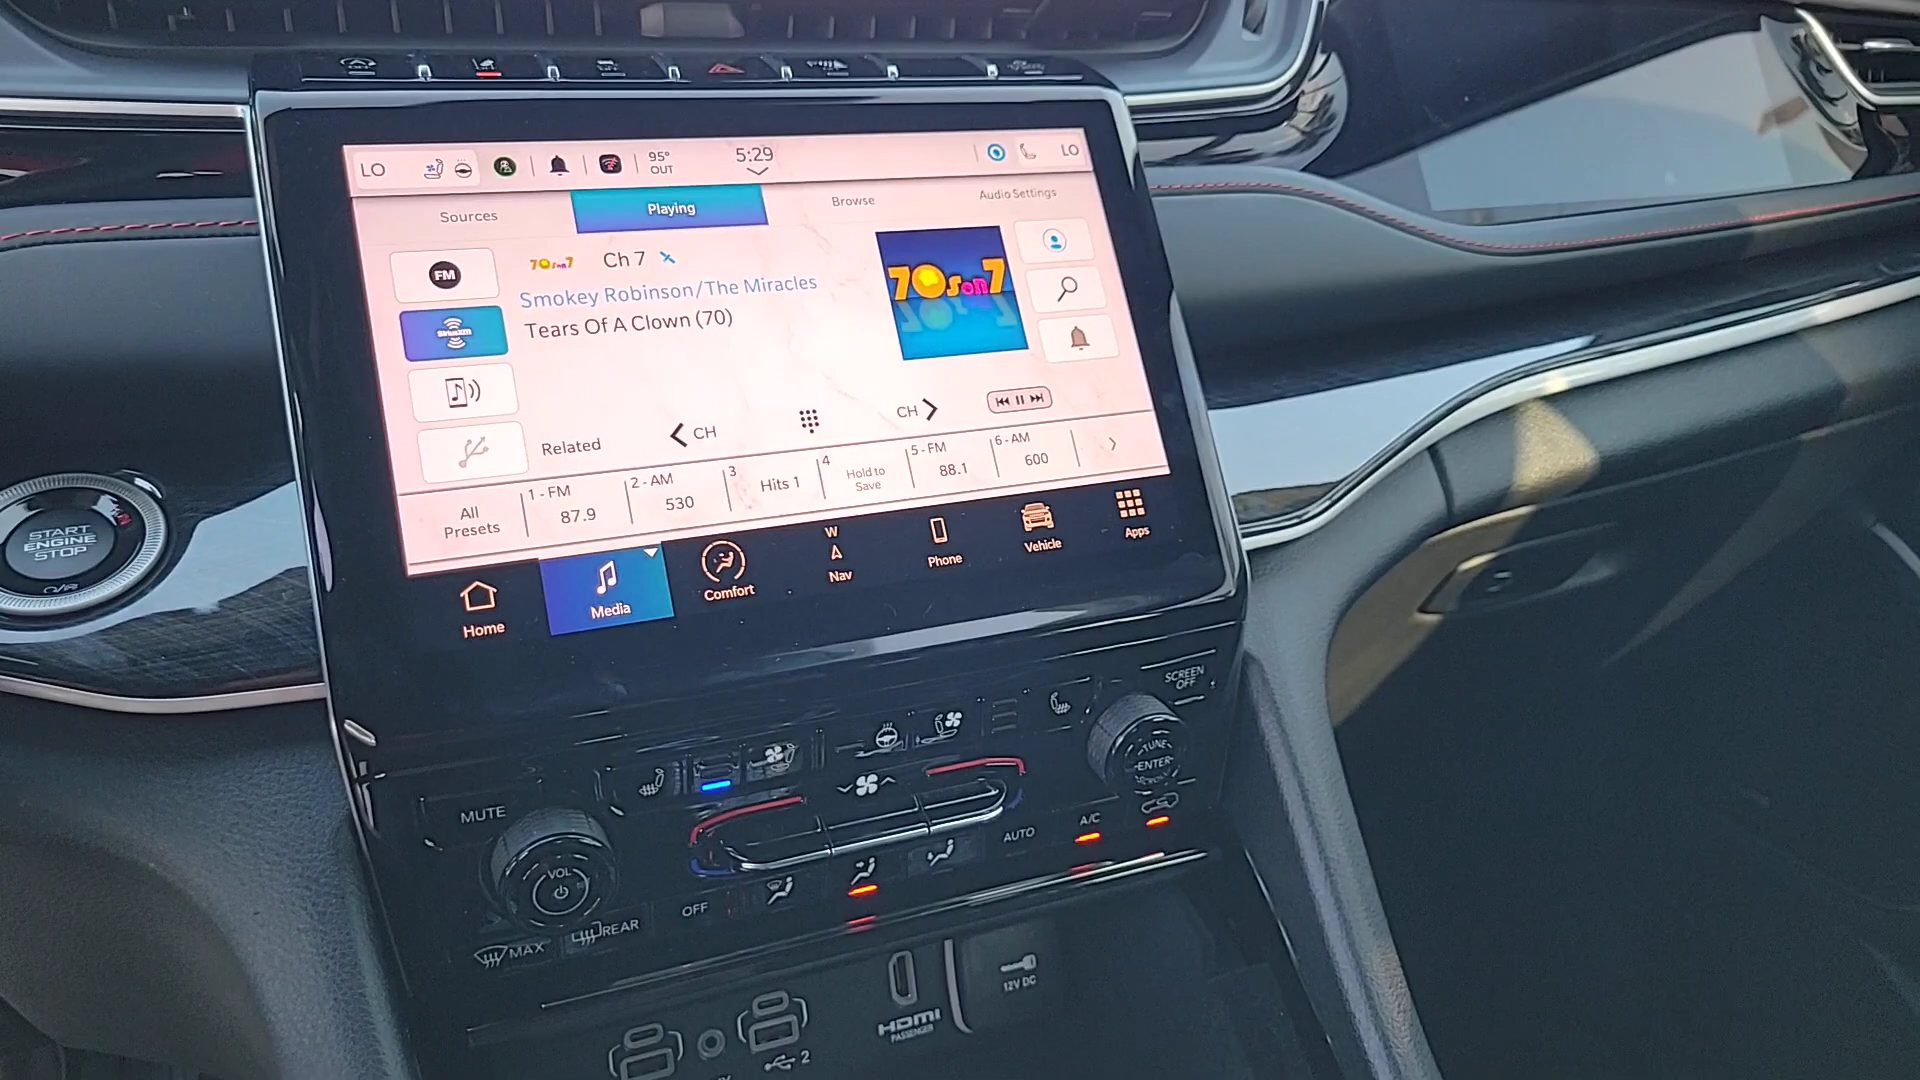 LO
95°
OUT
5:29
LO
Sources
Playing
Browse
Audio Settings
FM
70s on 7
Ch 7
Smokey Robinson/The Miracles
Tears Of A Clown (70)
70s on 7
SiriusXM
Related
CH
CH
All
Presets
1 - FM
87.9
2 - AM
530
3
Hits 1
4
Hold to
Save
5 - FM
88.1
6 - AM
600
Home
Media
Comfort
W
Nav
Phone
Vehicle
Apps
START
ENGINE
STOP
SCREEN
OFF
TUNE
ENTER
MUTE
VOL
AUTO
A/C
OFF
MAX
REAR
HDMI
PASSENGER
12V DC
2